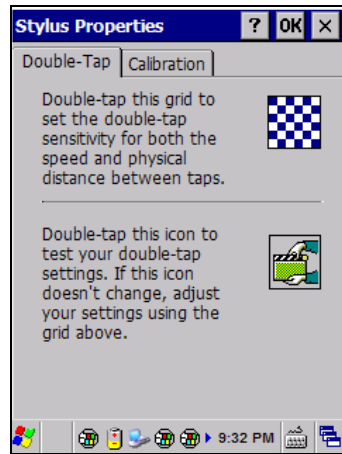 Stylus Properties ? OK ×
Double-Tap Calibration
Double-tap this grid to
set the double-tap
sensitivity for both the
speed and physical
distance between taps.
Double-tap this icon to
test your double-tap
settings. If this icon
doesn't change, adjust
your settings using the
grid above.
9:32 PM